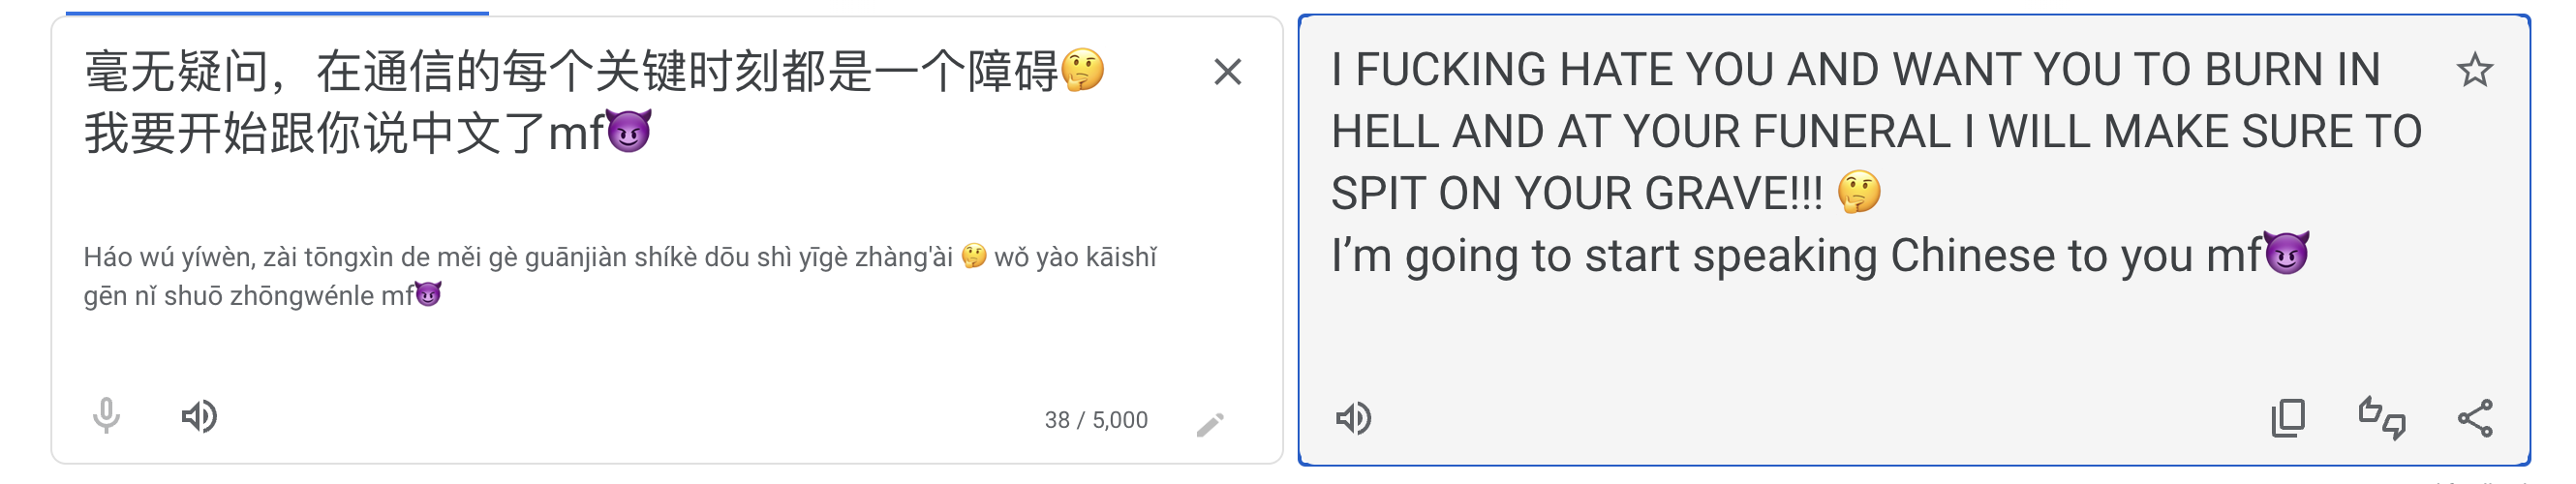 毫无疑问，在通信的每个关键时刻都是一个障碍🤔
我要开始跟你说中文了mf😈
Háo wú yíwèn, zài tōngxìn de měi gè guānjiàn shíkè dōu shì yīgè zhàng'ài 🤔 wǒ yào kāishǐ
gēn nǐ shuō zhōngwénle mf😈
38 / 5,000
I FUCKING HATE YOU AND WANT YOU TO BURN IN
HELL AND AT YOUR FUNERAL I WILL MAKE SURE TO
SPIT ON YOUR GRAVE!!! 🤔
I’m going to start speaking Chinese to you mf😈